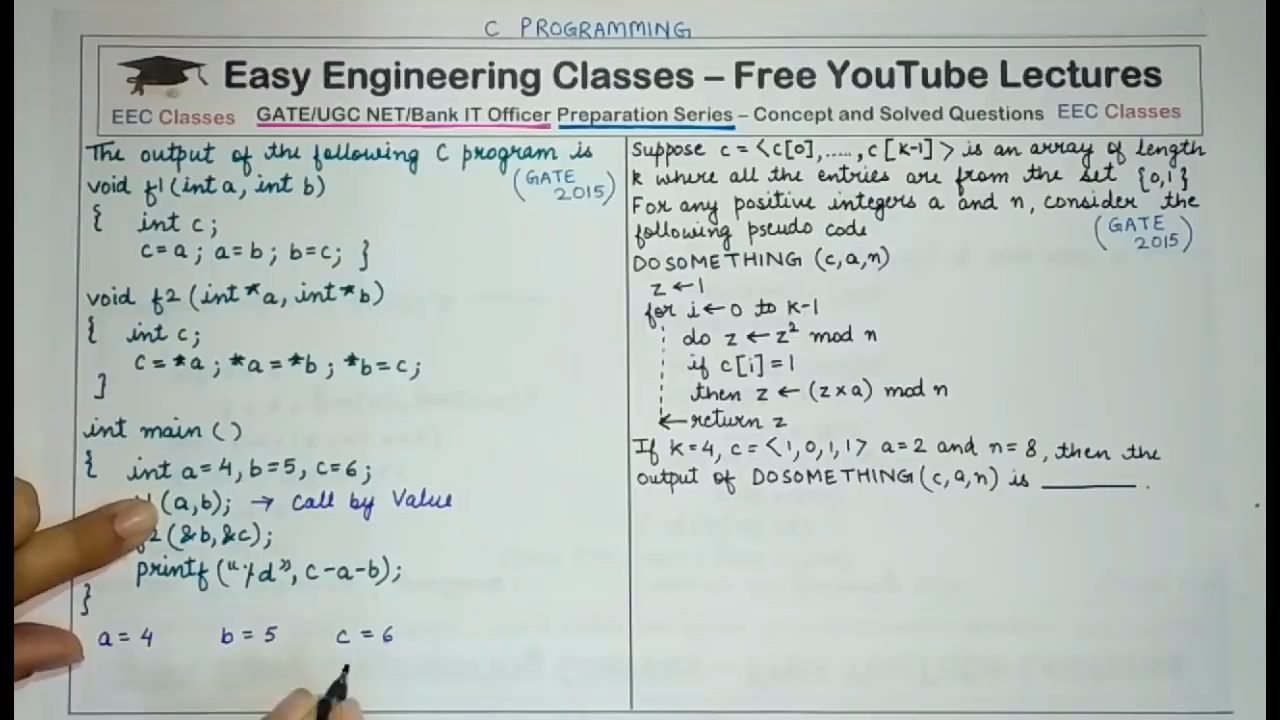 C PROGRAMMING
Easy Engineering Classes – Free YouTube Lectures
EEC Classes GATE/UGC NET/Bank IT Officer Preparation Series – Concept and Solved Questions EEC Classes
The output of the following C program is
(GATE
2015)
void f1(int a, int b)
{ int c;
c=a; a=b; b=c; }
void f2 (int*a, int*b)
{ int c;
c=*a; *a=*b; *b=c;
}
int main ()
{ int a=4, b=5, c=6;
(a,b); → Call by Value
f2(&b,&c);
printf("%d", c-a-b);
}
a = 4 b = 5 c = 6
Suppose c = <c[0],.....,c[k-1]> is an array of length
k where all the entries are from the set {0,1}
For any positive integers a and n, consider the
following pseudo code
(GATE
2015)
DOSOMETHING (c,a,n)
z ← 1
for i ← 0 to k-1
do z ← z² mod n
if c[i]=1
then z ← (z×a) mod n
← return z
If k=4, c=<1,0,1,1> a=2 and n=8, then the
output of DOSOMETHING(c,a,n) is ________ .